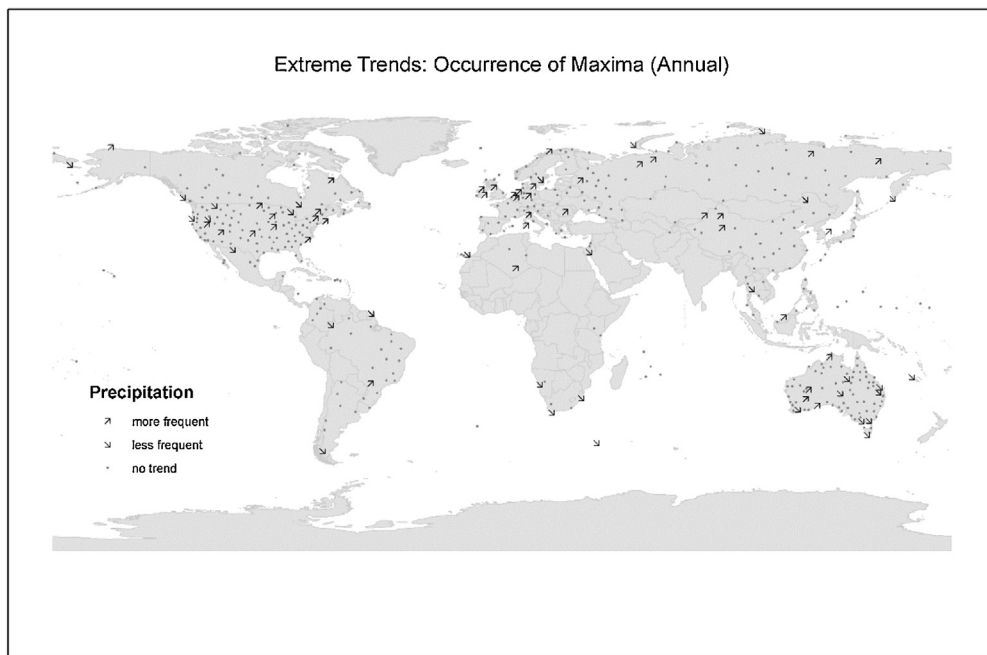 Extreme Trends: Occurrence of Maxima (Annual)
Precipitation
more frequent
less frequent
no trend